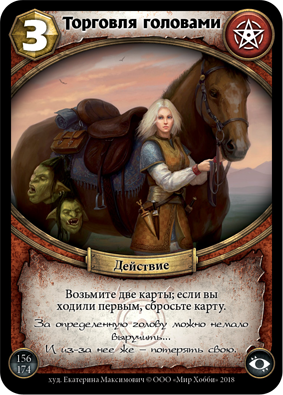 3
Торговля головами
Действие
Возьмите две карты; если вы
ходили первым, сбросьте карту.
За определенную голову можно немало
выручить...
И из-за нее же – потерять свою.
156
174
худ. Екатерина Максимович © ООО «Мир Хобби» 2018